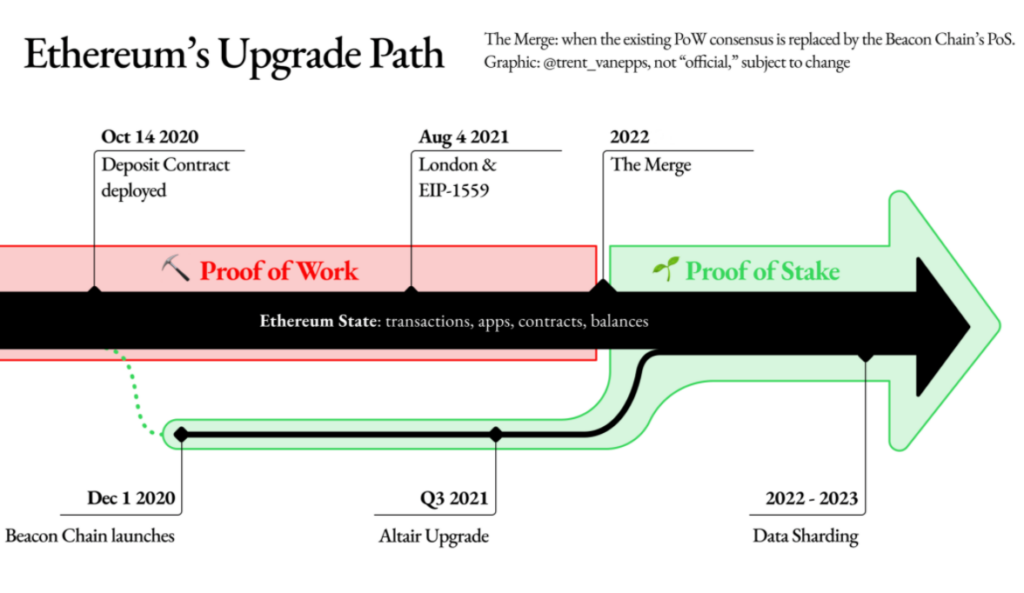 Ethereum’s Upgrade Path
The Merge: when the existing PoW consensus is replaced by the Beacon Chain’s PoS.
Graphic: @trent_vanepps, not “official,” subject to change
Oct 14 2020
Deposit Contract
deployed
Aug 4 2021
London &
EIP-1559
2022
The Merge
Proof of Work
Proof of Stake
Ethereum State: transactions, apps, contracts, balances
Dec 1 2020
Beacon Chain launches
Q3 2021
Altair Upgrade
2022 - 2023
Data Sharding